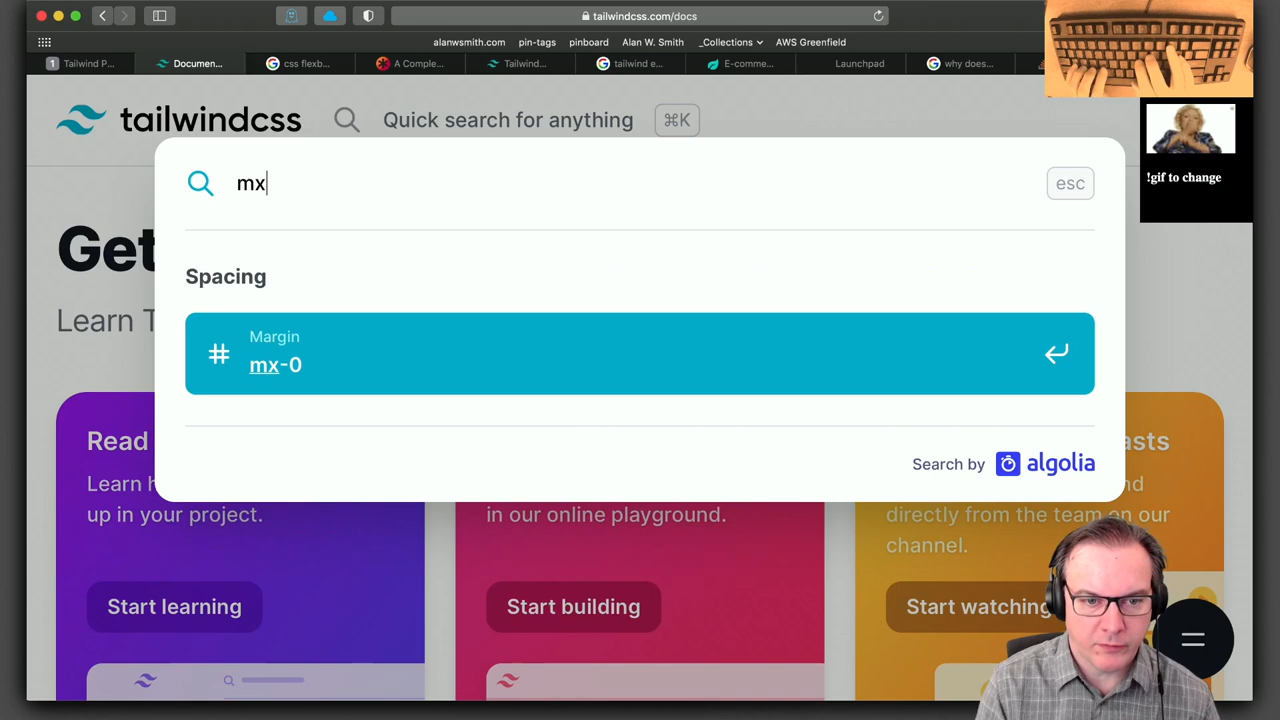 tailwindcss.com/docs
alanwsmith.com pin-tags pinboard Alan W. Smith _Collections AWS Greenfield
1 Tailwind P... Documen... css flexb... A Comple... Tailwind... tailwind e... E-comme... Launchpad why does...
tailwindcss Quick search for anything ⌘K
!gif to change
mx esc
Get
Spacing
Learn T
Margin
mx-0
Read
asts
Search by algolia
Learn h
nd
up in your project.
in our online playground.
directly from the team on our
channel.
Start learning
Start building
Start watching